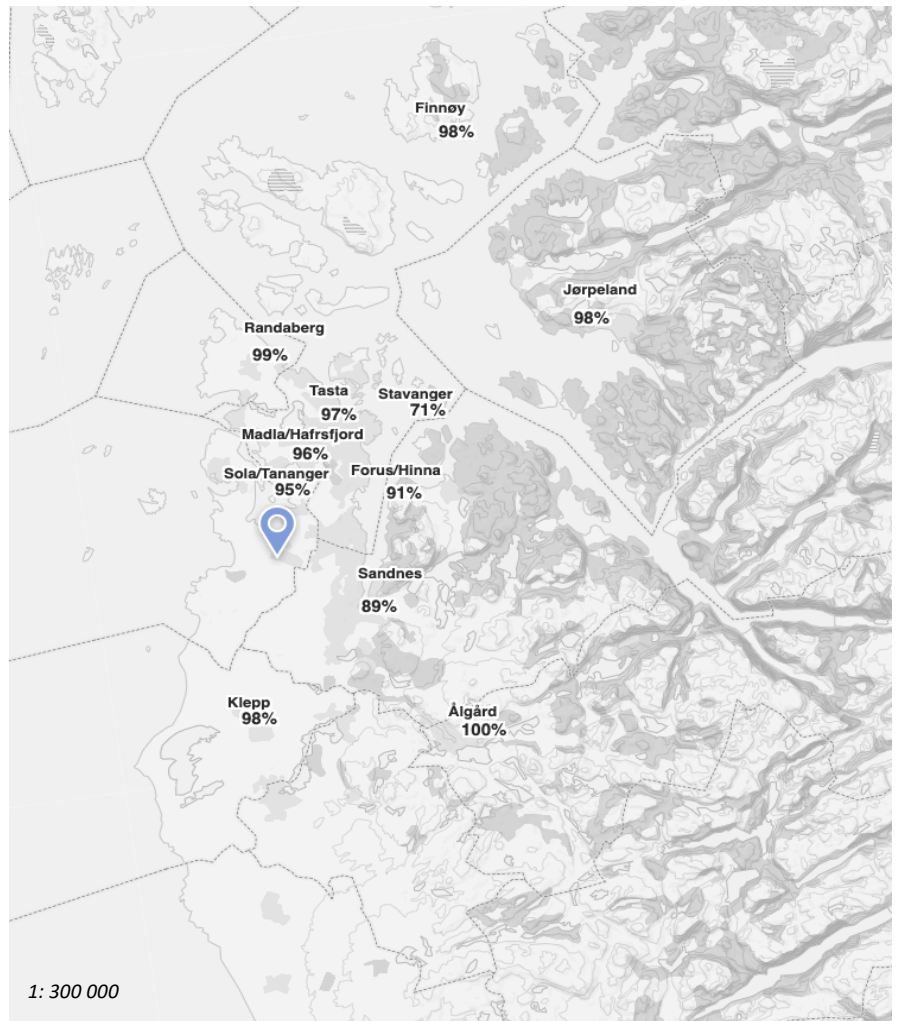 Finnøy
98%
Jørpeland
98%
Randaberg
99%
Tasta
97%
Stavanger
71%
Madla/Hafrsfjord
96%
Sola/Tananger
95%
Forus/Hinna
91%
Sandnes
89%
Klepp
98%
Ålgård
100%
1: 300 000